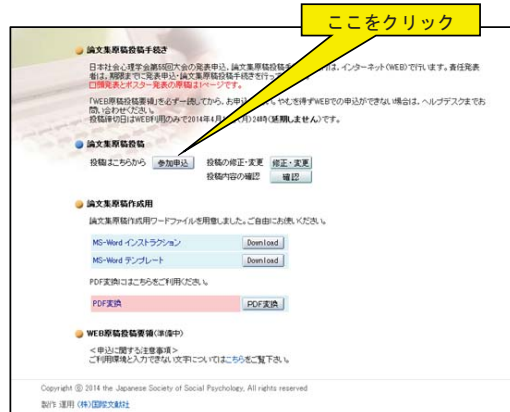 ここをクリック
論文集原稿投稿手続き
日本社会心理学会第55回大会の発表申込、論文集原稿投稿手 は、インターネット(WEB)で行います。責任発表
者は、期限までに発表申込・論文集原稿投稿手続きを行って
口頭発表とポスター発表の原稿は1ページです。
「WEB原稿投稿要領」を必ず一読してから、お申込 い。やむを得ずWEBでの申込ができない場合は、ヘルプデスクまでお
問い合わせください。
投稿締切日はWEB利用のみで2014年4月 (月)24時(延期しません)です。
論文集原稿投稿
投稿はこちらから 参加申込 投稿の修正・変更 修正・変更
投稿内容の確認 確認
論文集原稿作成用
論文集原稿作成用ワードファイルを用意しました。ご自由にお使いください。
MS-Word インストラクション Download
MS-Word テンプレート Download
PDF変換はこちらをご利用ください。
PDF変換 PDF変換
WEB原稿投稿要領(準備中)
<申込に関する注意事項>
ご利用環境と入力できない文字についてはこちらをご覧下さい。
Copyright © 2014 the Japanese Society of Social Psychology, All rights reserved
製作・運用 (株)国際文献社